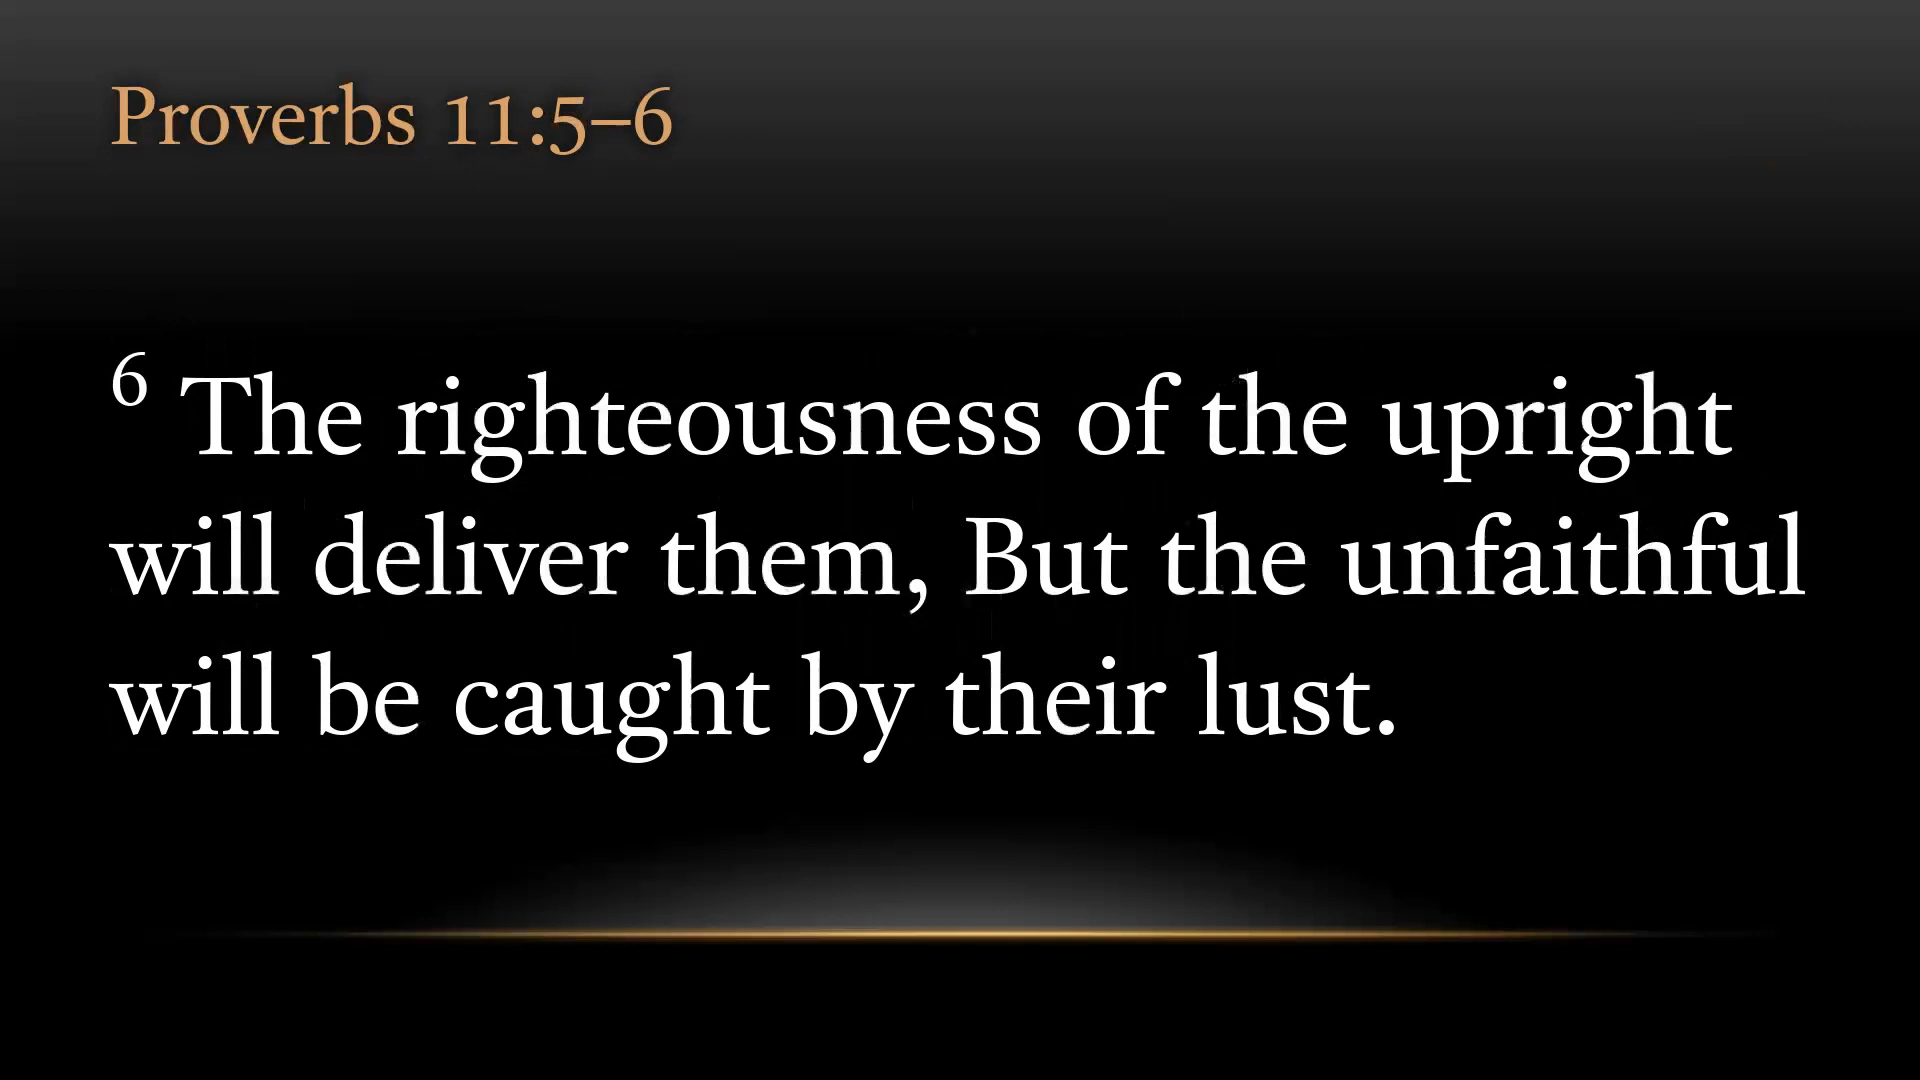 Proverbs 11:5–6
6 The righteousness of the upright
will deliver them, But the unfaithful
will be caught by their lust.